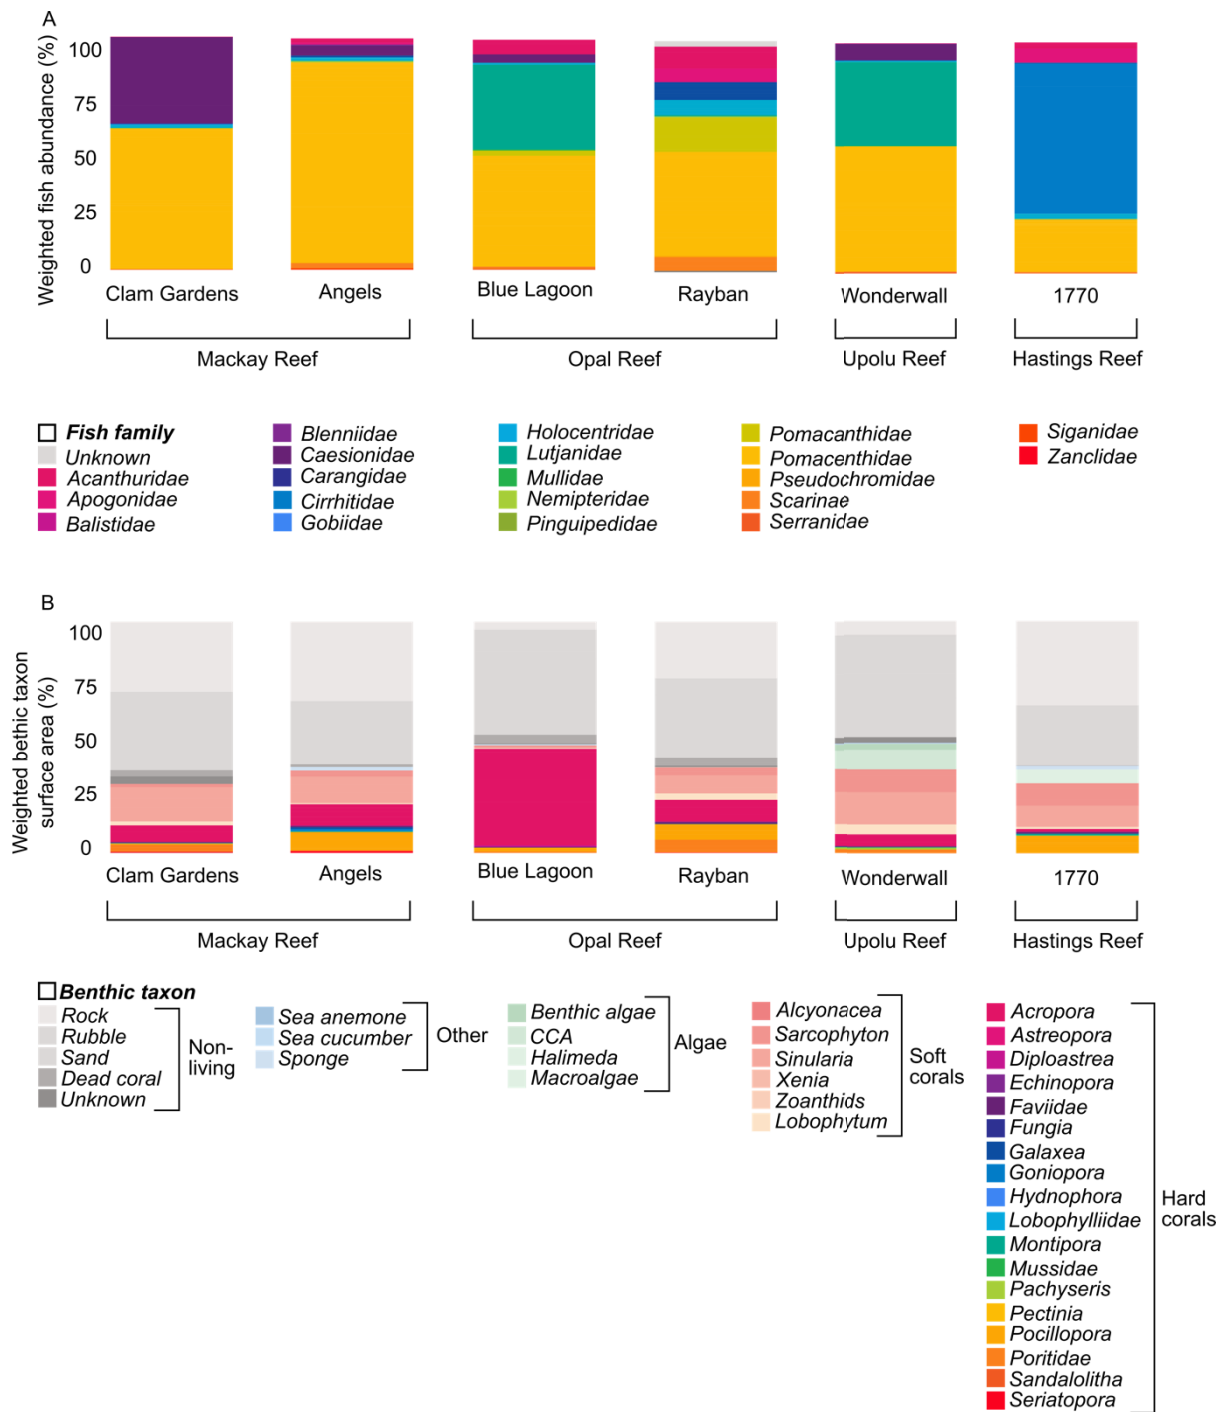 A
Weighted fish abundance (%)
100
75
50
25
0
Clam Gardens
Angels
Blue Lagoon
Rayban
Wonderwall
1770
Mackay Reef
Opal Reef
Upolu Reef
Hastings Reef
Fish family
Unknown
Acanthuridae
Apogonidae
Balistidae
Blenniidae
Caesionidae
Carangidae
Cirrhitidae
Gobiidae
Holocentridae
Lutjanidae
Mullidae
Nemipteridae
Pinguipedidae
Pomacanthidae
Pomacenthidae
Pseudochromidae
Scarinae
Serranidae
Siganidae
Zanclidae
B
Weighted bethic taxon
surface area (%)
100
75
50
25
0
Clam Gardens
Angels
Blue Lagoon
Rayban
Wonderwall
1770
Mackay Reef
Opal Reef
Upolu Reef
Hastings Reef
Benthic taxon
Rock
Rubble
Sand
Dead coral
Unknown
Non-
living
Sea anemone
Sea cucumber
Sponge
Other
Benthic algae
CCA
Halimeda
Macroalgae
Algae
Alcyonacea
Sarcophyton
Sinularia
Xenia
Zoanthids
Lobophytum
Soft
corals
Acropora
Astreopora
Diploastrea
Echinopora
Faviidae
Fungia
Galaxea
Goniopora
Hydnophora
Lobophylliidae
Montipora
Mussidae
Pachyseris
Pectinia
Pocillopora
Poritidae
Sandalolitha
Seriatopora
Hard
corals